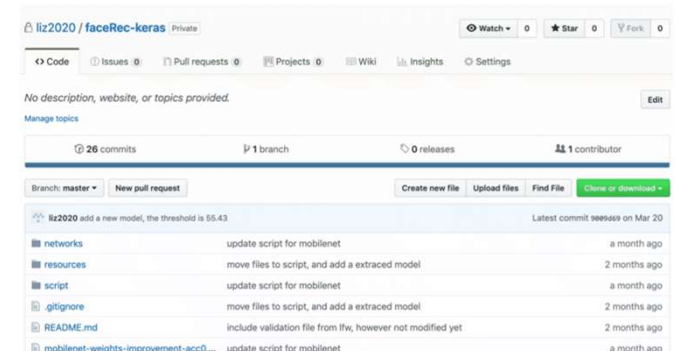 liz2020 / faceRec-keras Private Watch 0 Star 0 Fork 0
Code Issues 0 Pull requests 0 Projects 0 Wiki Insights Settings
No description, website, or topics provided. Edit
Manage topics
26 commits 1 branch 0 releases 1 contributor
Branch: master New pull request Create new file Upload files Find File Clone or download
liz2020 add a new model, the threshold is 55.43 Latest commit on Mar 20
networks update script for mobilenet a month ago
resources move files to script, and add a extraced model 2 months ago
script update script for mobilenet a month ago
.gitignore move files to script, and add a extraced model 2 months ago
README.md include validation file from lfw, however not modified yet 2 months ago
mobilenet-weights-improvement-acc0.... update script for mobilenet a month ago